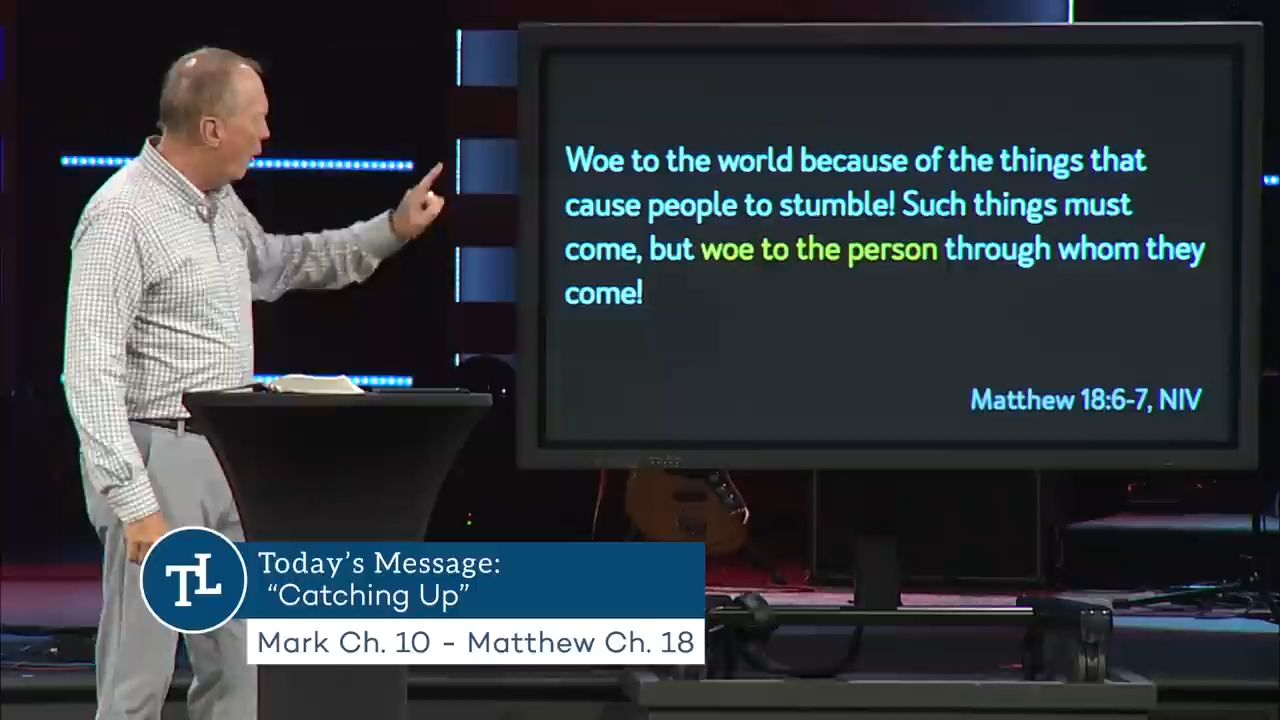 Woe to the world because of the things that
cause people to stumble! Such things must
come, but woe to the person through whom they
come!
Matthew 18:6-7, NIV
TL
Today's Message:
"Catching Up"
Mark Ch. 10 - Matthew Ch. 18